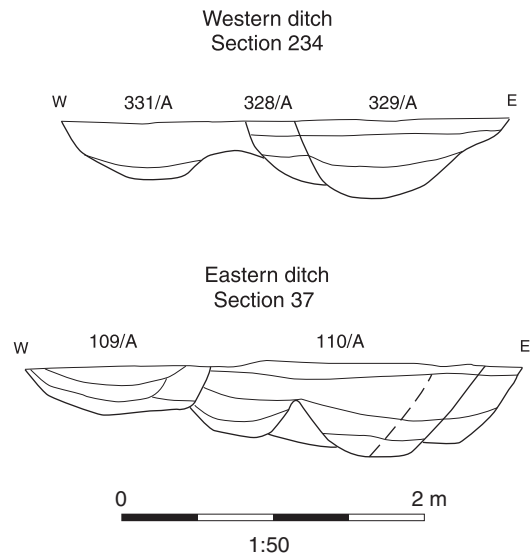 Western ditch
Section 234
W 331/A 328/A 329/A E
Eastern ditch
Section 37
W 109/A 110/A E
0 2 m
1:50